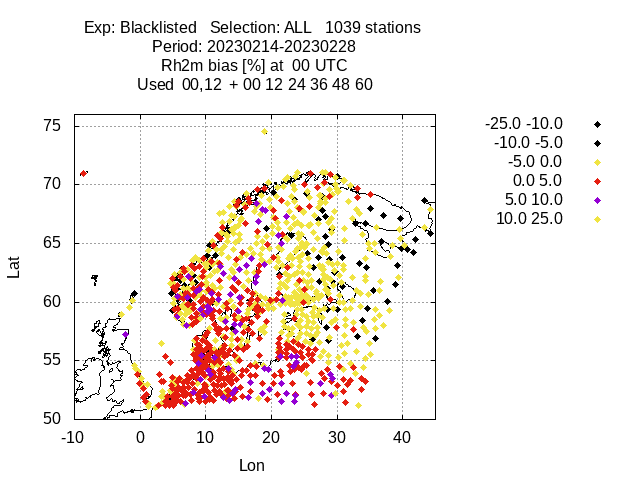 Exp: Blacklisted   Selection: ALL   1039 stations
Period: 20230214-20230228
Rh2m bias [%] at  00 UTC
Used  00,12  + 00 12 24 36 48 60
-25.0 -10.0
-10.0 -5.0
-5.0 0.0
0.0 5.0
5.0 10.0
10.0 25.0
75
70
65
60
55
50
Lat
-10 0 10 20 30 40
Lon